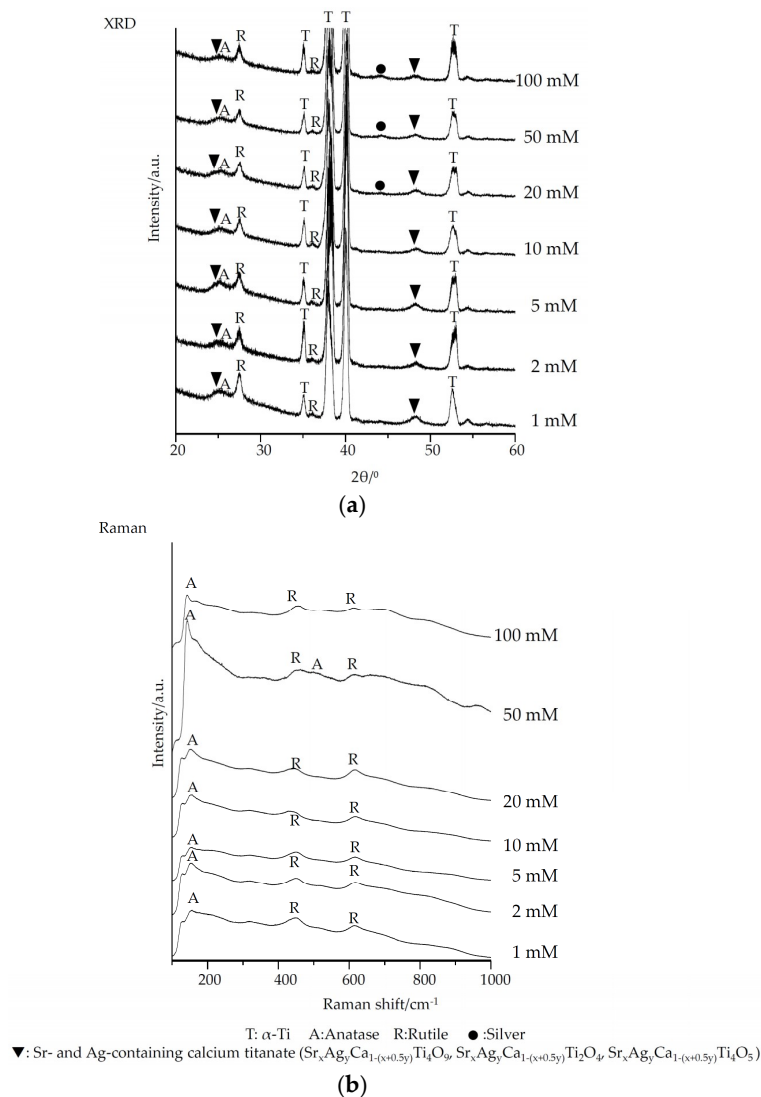 XRD
T T
A R T R T
100 mM
A R T R T
50 mM
A R T R T
20 mM
A R T R T
10 mM
A R T R T
5 mM
A R T R T
2 mM
A R T R T
1 mM
Intensity/a.u.
20 30 40 50 60
2θ/⁰
(a)
Raman
A R R
100 mM
A R A R
50 mM
A R R
20 mM
A R R
10 mM
A R R
5 mM
A R R
2 mM
A R R
1 mM
Intensity/a.u.
200 400 600 800 1000
Raman shift/cm⁻¹
T: α-Ti A:Anatase R:Rutile ●:Silver
▼: Sr- and Ag-containing calcium titanate (SrₓAgᵧCa₁₋₍ₓ₊₀.₅ᵧ₎Ti₄O₉, SrₓAgᵧCa₁₋₍ₓ₊₀.₅ᵧ₎Ti₂O₄, SrₓAgᵧCa₁₋₍ₓ₊₀.₅ᵧ₎Ti₄O₅)
(b)